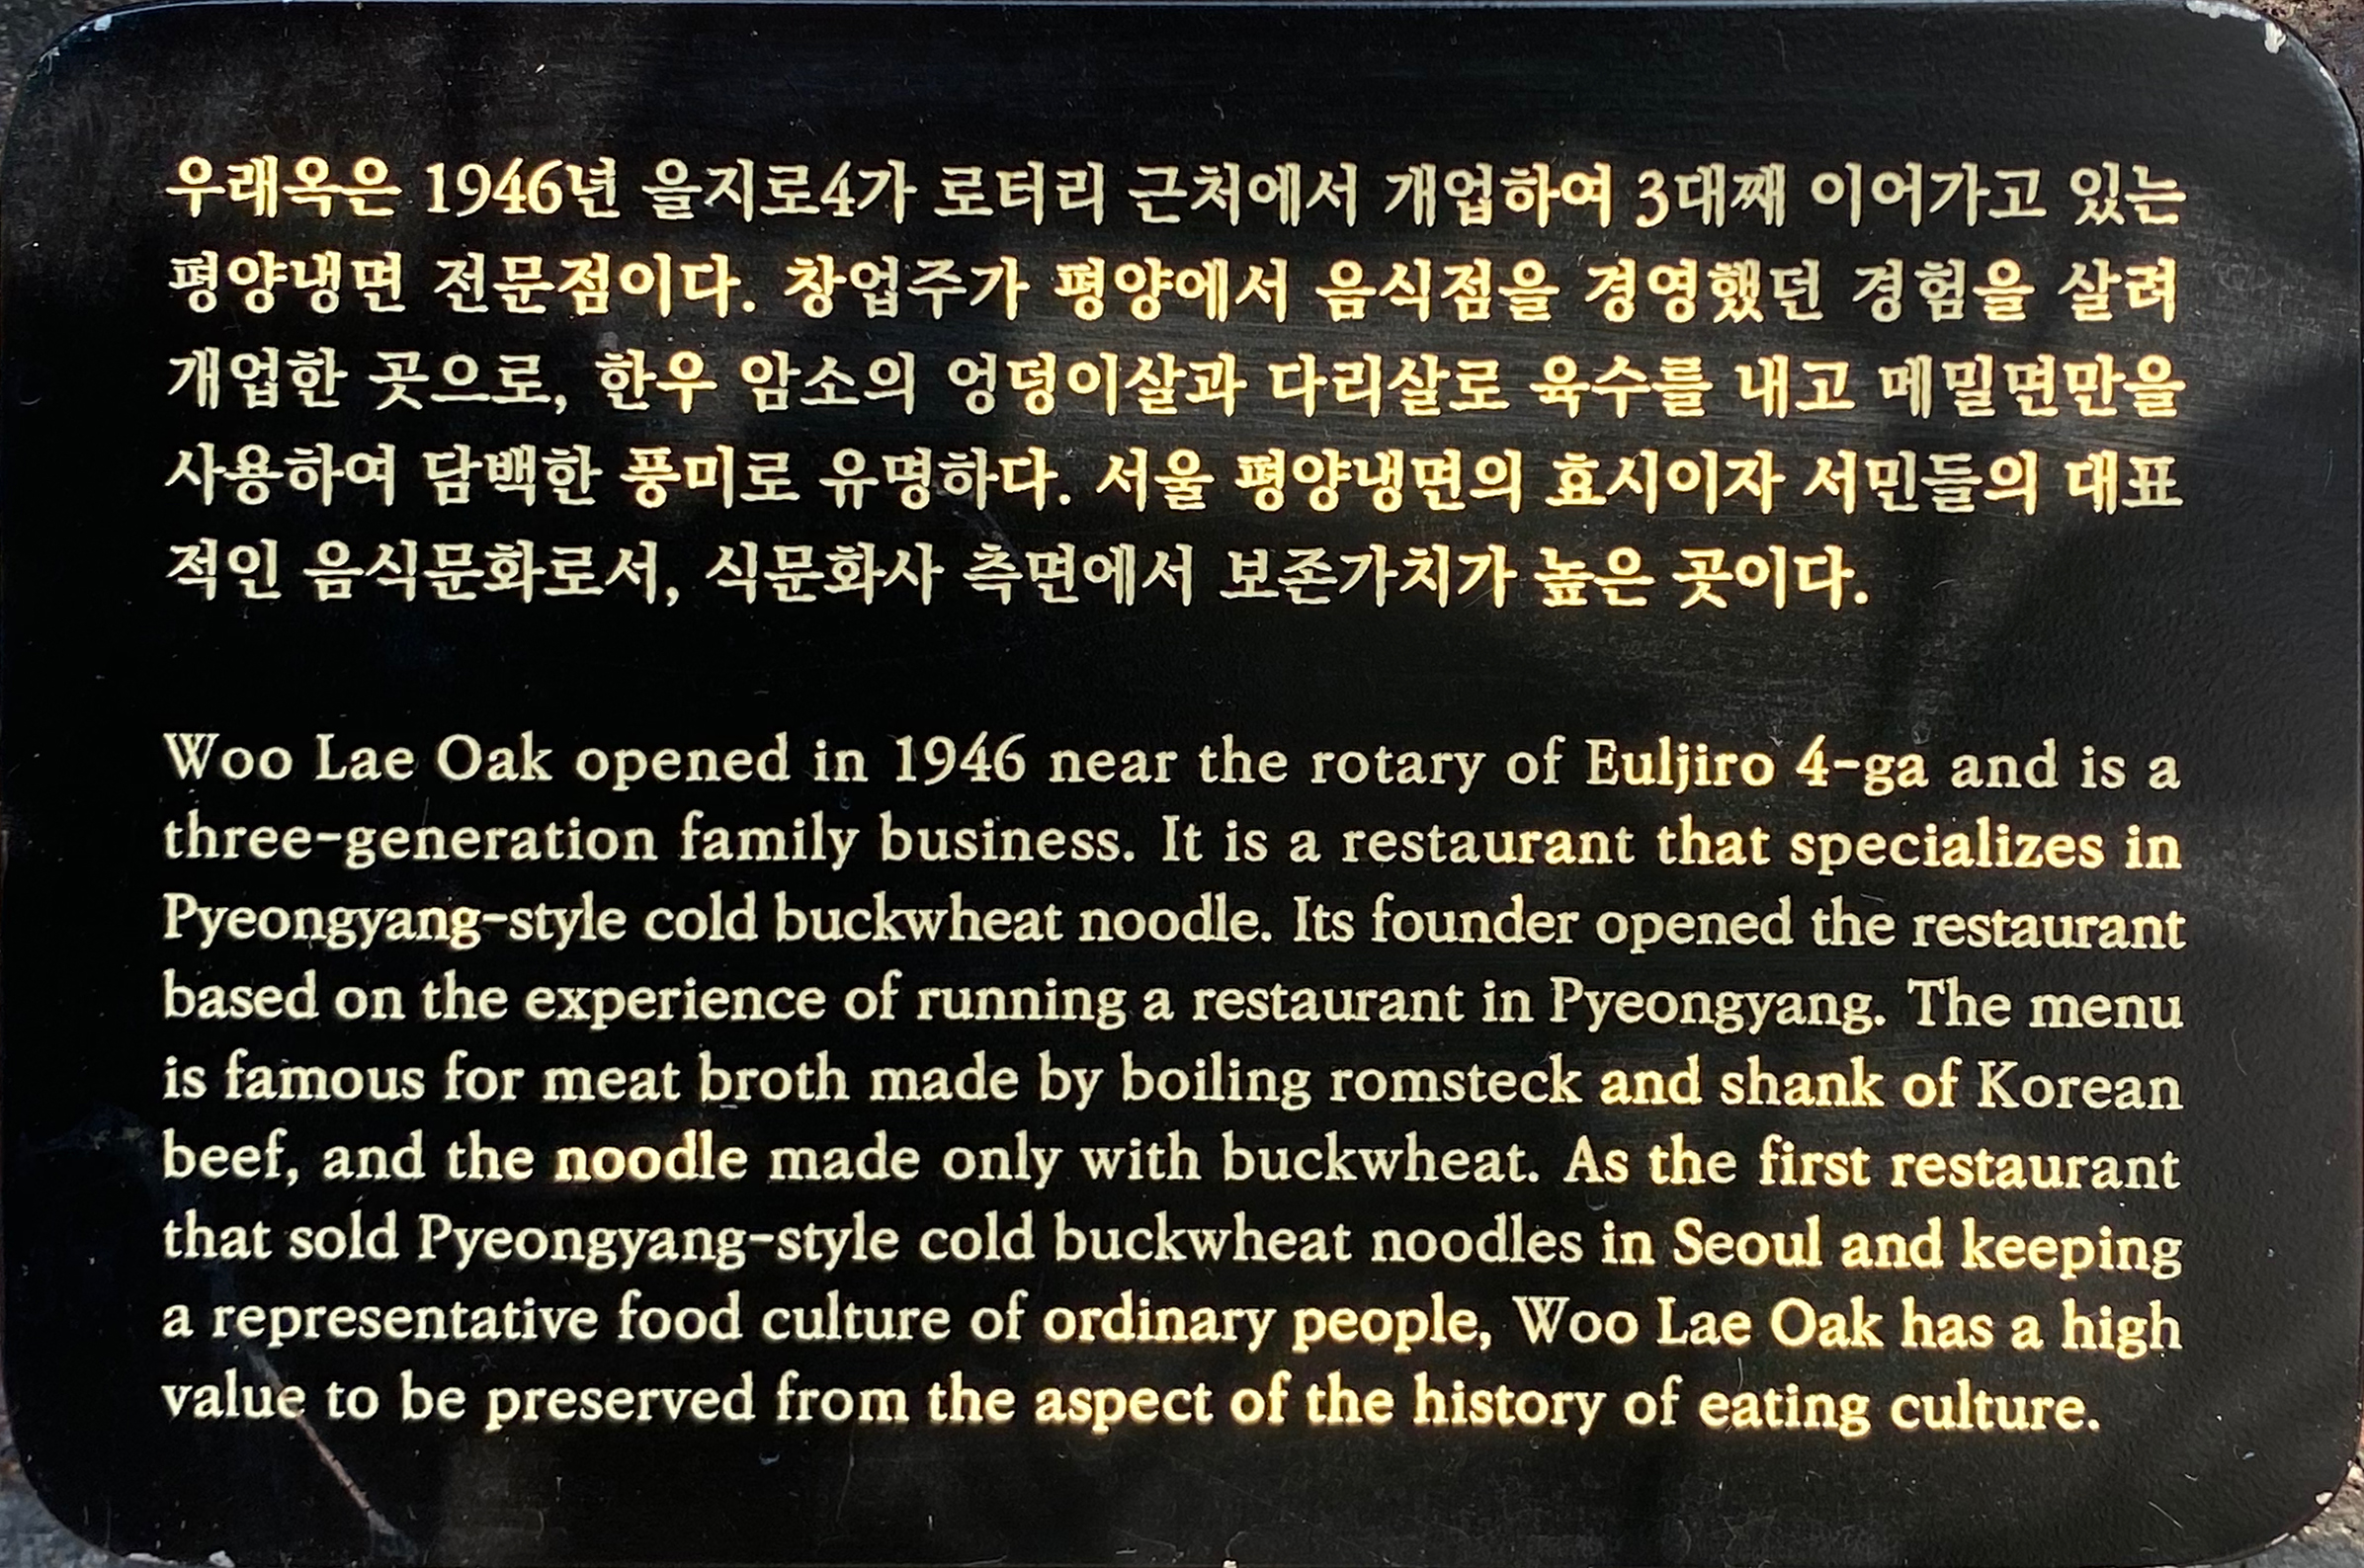 우래옥은 1946년 을지로4가 로터리 근처에서 개업하여 3대째 이어가고 있는
평양냉면 전문점이다. 창업주가 평양에서 음식점을 경영했던 경험을 살려
개업한 곳으로, 한우 암소의 엉덩이살과 다리살로 육수를 내고 메밀면만을
사용하여 담백한 풍미로 유명하다. 서울 평양냉면의 효시이자 서민들의 대표
적인 음식문화로서, 식문화사 측면에서 보존가치가 높은 곳이다.
Woo Lae Oak opened in 1946 near the rotary of Euljiro 4-ga and is a
three-generation family business. It is a restaurant that specializes in
Pyeongyang-style cold buckwheat noodle. Its founder opened the restaurant
based on the experience of running a restaurant in Pyeongyang. The menu
is famous for meat broth made by boiling romsteck and shank of Korean
beef, and the noodle made only with buckwheat. As the first restaurant
that sold Pyeongyang-style cold buckwheat noodles in Seoul and keeping
a representative food culture of ordinary people, Woo Lae Oak has a high
value to be preserved from the aspect of the history of eating culture.